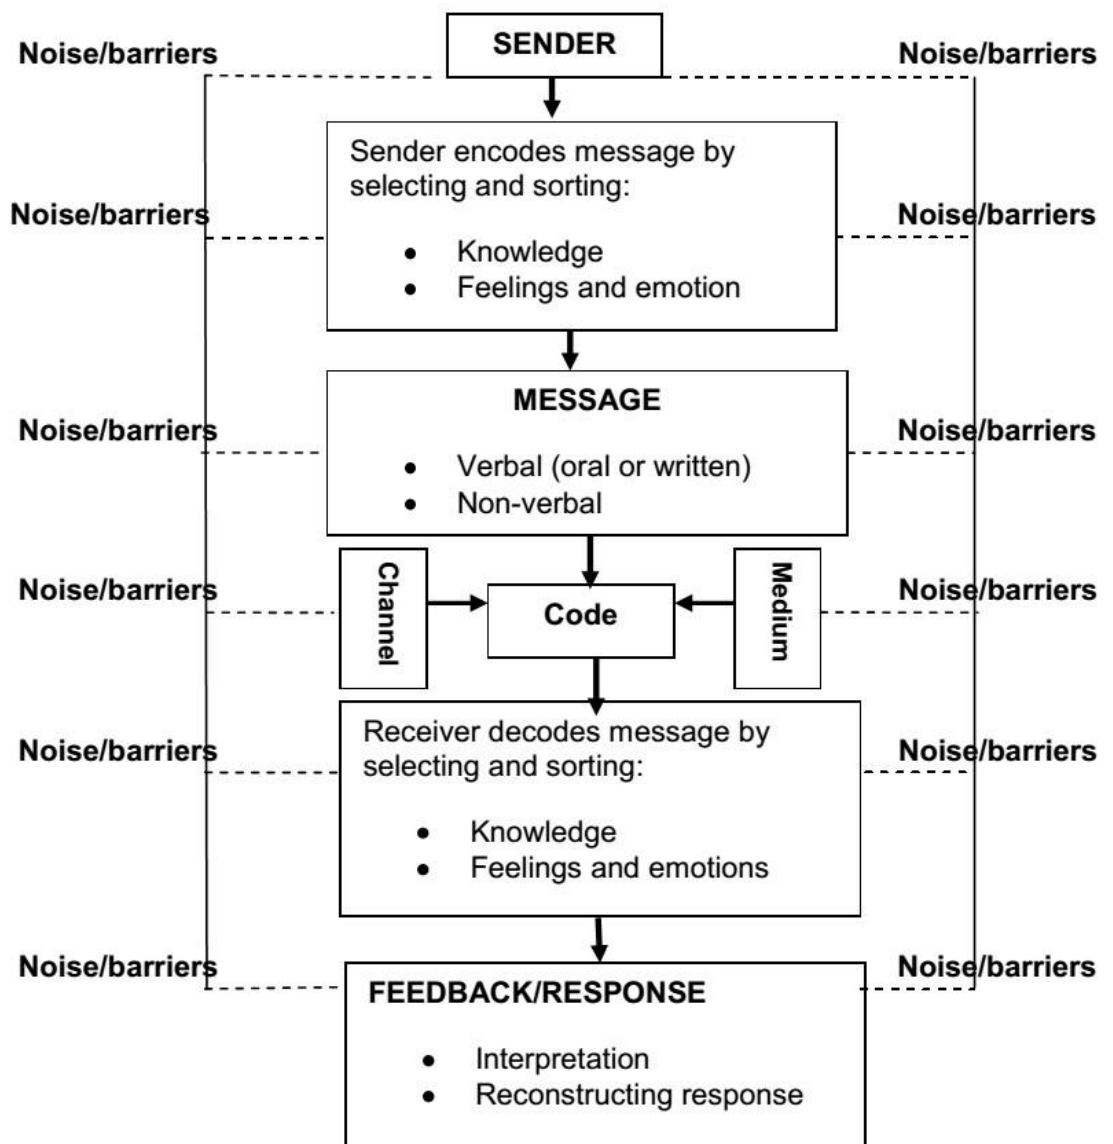 SENDER
Noise/barriers
Noise/barriers
Sender encodes message by
selecting and sorting:
• Knowledge
• Feelings and emotion
Noise/barriers
Noise/barriers
MESSAGE
• Verbal (oral or written)
• Non-verbal
Noise/barriers
Noise/barriers
Channel
Code
Medium
Noise/barriers
Noise/barriers
Receiver decodes message by
selecting and sorting:
• Knowledge
• Feelings and emotions
Noise/barriers
Noise/barriers
FEEDBACK/RESPONSE
• Interpretation
• Reconstructing response
Noise/barriers
Noise/barriers